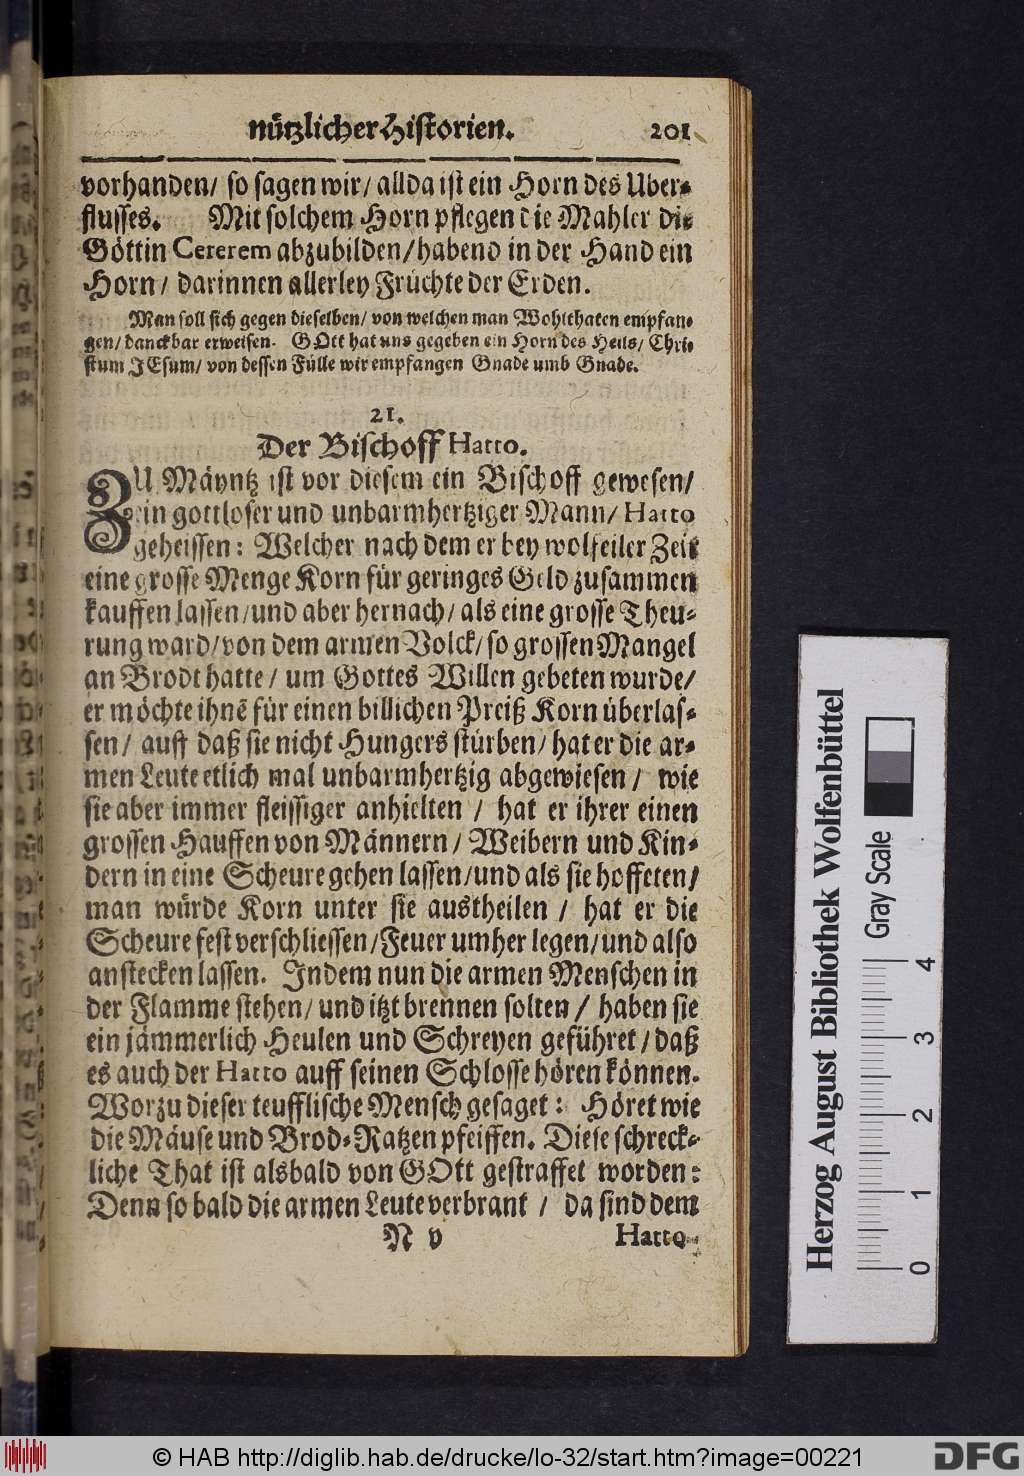 nützlicher Historien. 201
vorhanden/ so sagen wir/ allda ist ein Horn des Uber-
flusses. Mit solchem Horn pflegen die Mahler die
Göttin Cererem abzubilden/ habend in der Hand ein
Horn/ darinnen allerley Früchte der Erden.
Man soll sich gegen dieselben/ von welchen man Wohlthaten empfan-
gen/ danckbar erweisen. GOtt hat uns gegeben ein Horn des Heils/ Chri-
stum JEsum/ von dessen Fülle wir empfangen Gnade umb Gnade.
21.
Der Bischoff Hatto.
ZU Mäyntz ist vor diesem ein Bischoff gewesen/
ein gottloser und unbarmhertziger Mann/ Hatto
geheissen: Welcher nach dem er bey wolfeiler Zeit
eine grosse Menge Korn für geringes Geld zusammen
kauffen lassen/ und aber hernach/ als eine grosse Theu-
rung ward/ von dem armen Volck/ so grossen Mangel
an Brodt hatte/ um Gottes Willen gebeten wurde/
er möchte ihnē für einen billichen Preiß Korn überlas-
sen/ auff daß sie nicht Hungers stürben/ hat er die ar-
men Leute etlich mal unbarmhertzig abgewiesen/ wie
sie aber immer fleissiger anhielten / hat er ihrer einen
grossen Hauffen von Männern/ Weibern und Kin-
dern in eine Scheure gehen lassen/ und als sie hoffeten/
man würde Korn unter sie austheilen / hat er die
Scheure fest verschliessen/ Feuer umher legen/ und also
anstecken lassen. Indem nun die armen Menschen in
der Flamme stehen/ und itzt brennen solten/ haben sie
ein jämmerlich Heulen und Schreyen geführet/ daß
es auch der Hatto auff seinen Schlosse hören können.
Worzu dieser teufflische Mensch gesaget: Höret wie
die Mäuse und Brod-Ratzen pfeiffen. Diese schreck-
liche That ist alsbald von GOtt gestraffet worden:
Denn so bald die armen Leute verbrant / da sind dem
N v Hatto
Herzog August Bibliothek Wolfenbüttel
Gray Scale
0 1 2 3 4
© HAB http://diglib.hab.de/drucke/lo-32/start.htm?image=00221
DFG